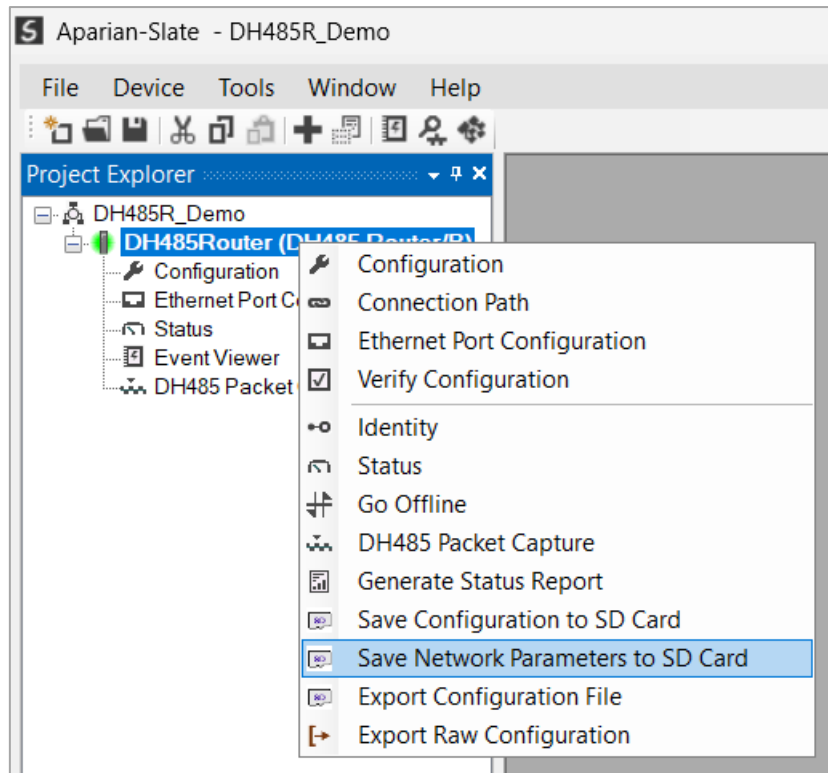 Aparian-Slate - DH485R_Demo
File Device Tools Window Help
Project Explorer
DH485R_Demo
DH485Router (DH485 Router/B)
Configuration
Ethernet Port C
Status
Event Viewer
DH485 Packet
Configuration
Connection Path
Ethernet Port Configuration
Verify Configuration
Identity
Status
Go Offline
DH485 Packet Capture
Generate Status Report
Save Configuration to SD Card
Save Network Parameters to SD Card
Export Configuration File
Export Raw Configuration